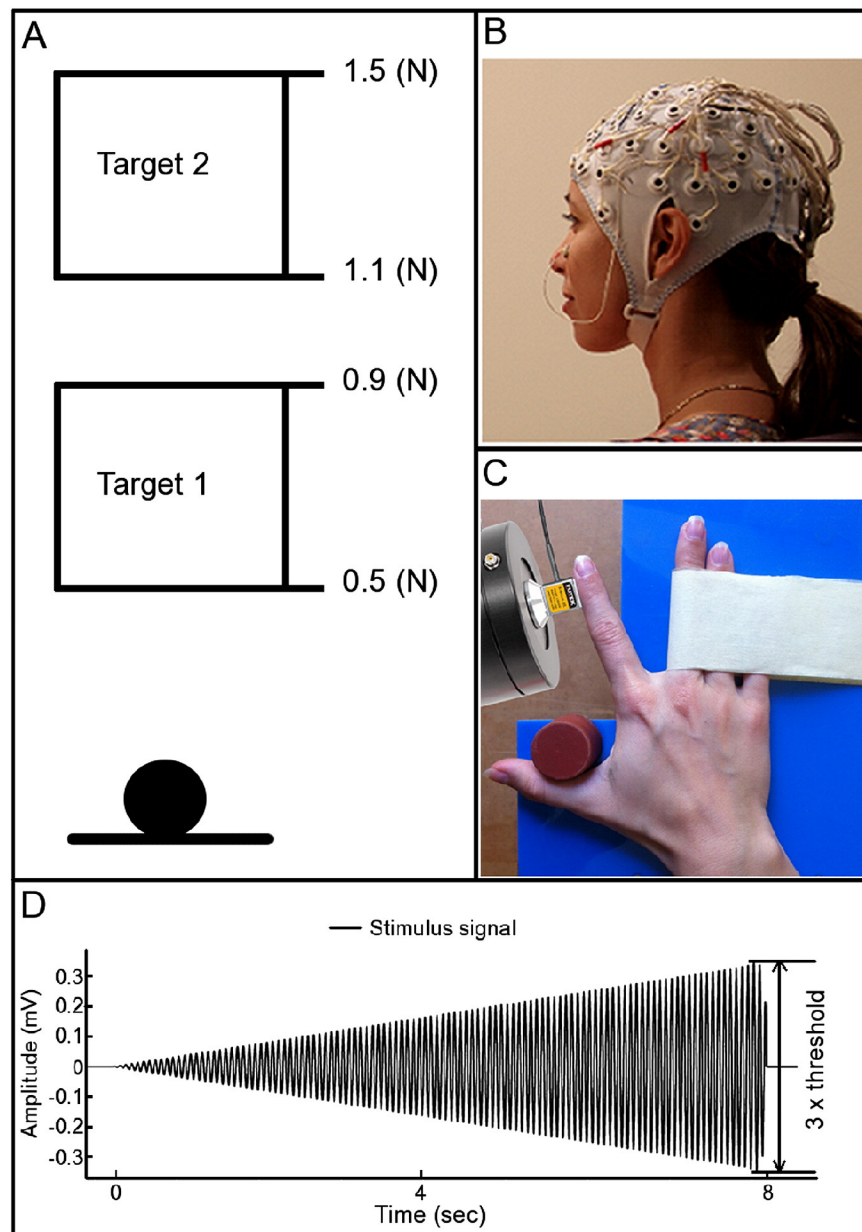 A
1.5 (N)
Target 2
1.1 (N)
0.9 (N)
Target 1
0.5 (N)
B
C
D
Stimulus signal
Amplitude (mV)
0.3
0.2
0.1
0
-0.1
-0.2
-0.3
3 x threshold
0
4
8
Time (sec)